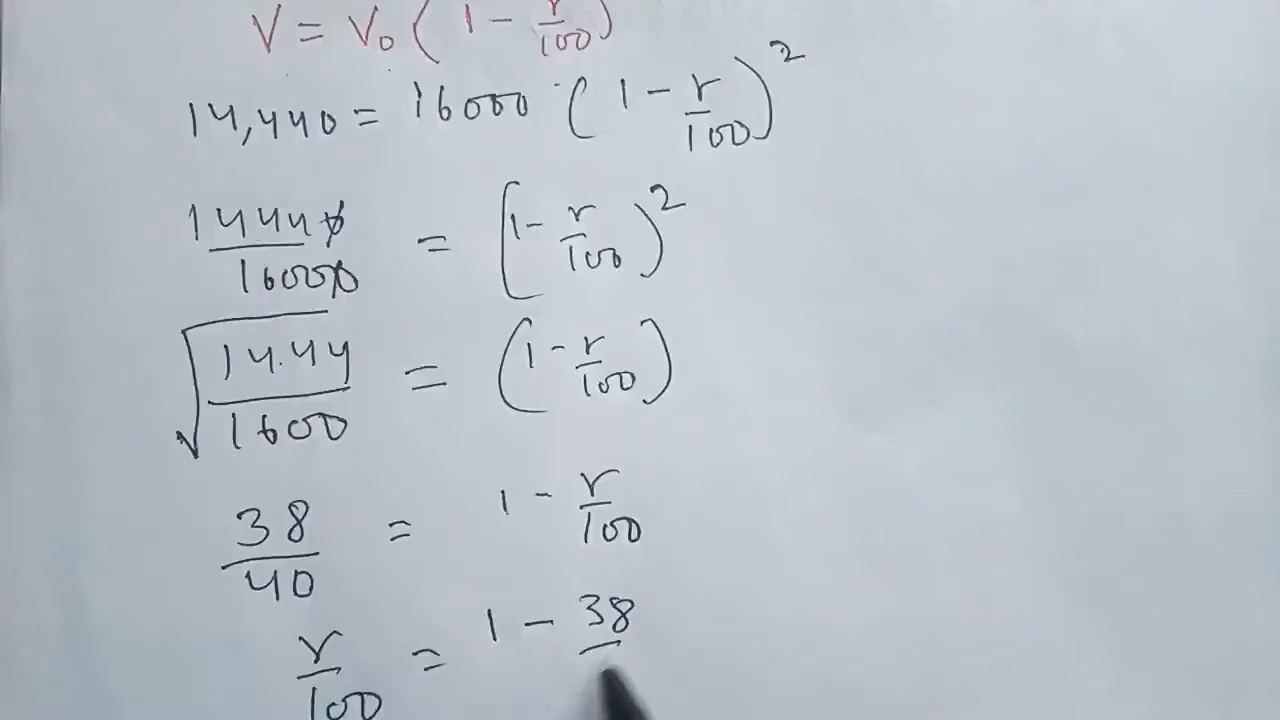 V = V₀ ( 1 - r/100 )
14,440 = 16000 ( 1 - r/100 )²
14440/16000 = [ 1 - r/100 )²
√(14.44/1600) = ( 1 - r/100 )
38/40 = 1 - r/100
r/100 = 1 - 38